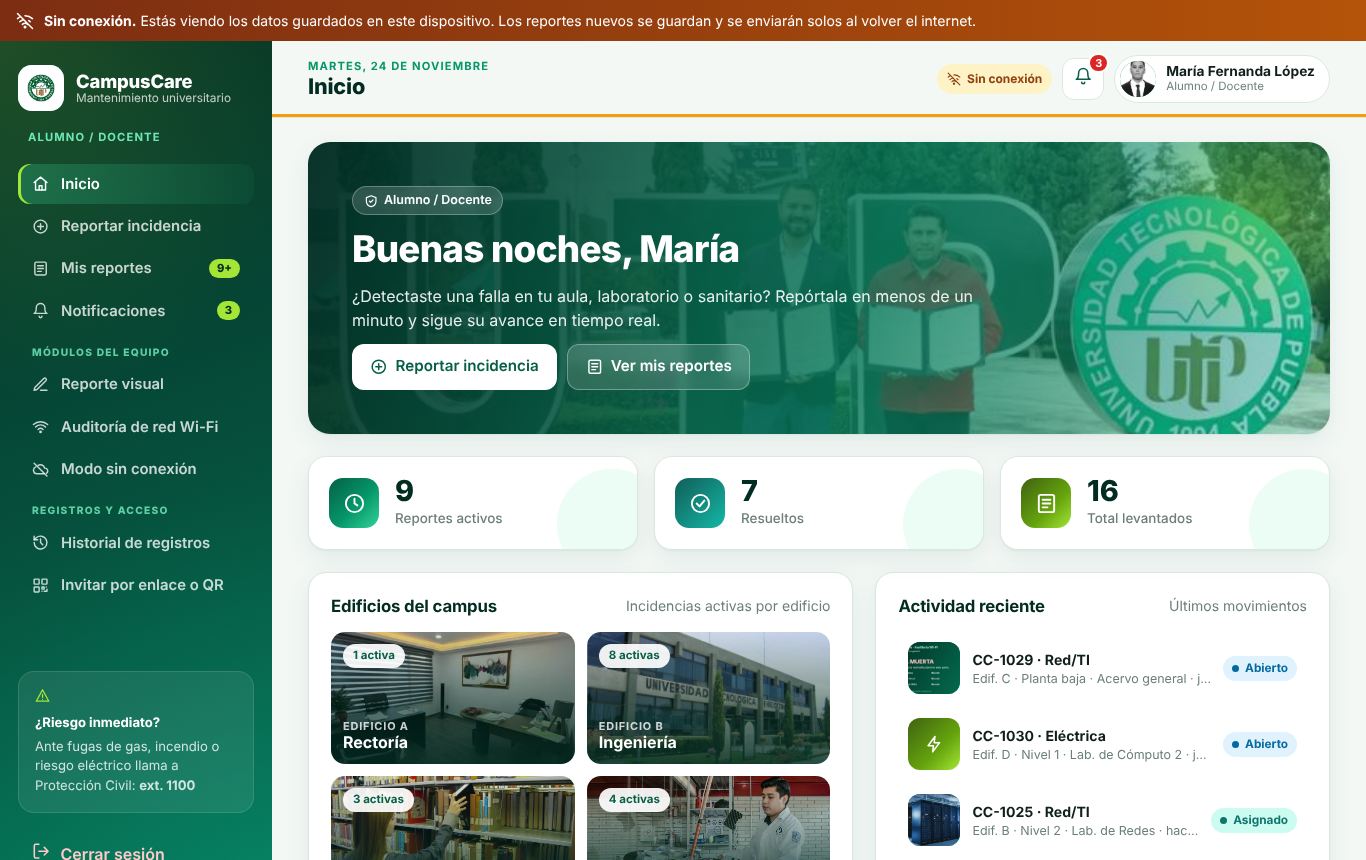 Sin conexión. Estás viendo los datos guardados en este dispositivo. Los reportes nuevos se guardan y se enviarán solos al volver el internet.
CampusCare
Mantenimiento universitario
ALUMNO / DOCENTE
Inicio
Reportar incidencia
Mis reportes 9+
Notificaciones 3
MÓDULOS DEL EQUIPO
Reporte visual
Auditoría de red Wi-Fi
Modo sin conexión
REGISTROS Y ACCESO
Historial de registros
Invitar por enlace o QR
¿Riesgo inmediato?
Ante fugas de gas, incendio o
riesgo eléctrico llama a
Protección Civil: ext. 1100
Cerrar sesión
MARTES, 24 DE NOVIEMBRE
Inicio
Sin conexión
3
María Fernanda López
Alumno / Docente
Alumno / Docente
Buenas noches, María
¿Detectaste una falla en tu aula, laboratorio o sanitario? Repórtala en menos de un
minuto y sigue su avance en tiempo real.
Reportar incidencia
Ver mis reportes
UNIVERSIDAD TECNOLÓGICA DE PUEBLA
utp
1994
9
Reportes activos
7
Resueltos
16
Total levantados
Edificios del campus
Incidencias activas por edificio
1 activa
EDIFICIO A
Rectoría
8 activas
UNIVERSIDAD TECNOLOGICA DE
EDIFICIO B
Ingeniería
3 activas
4 activas
Actividad reciente
Últimos movimientos
MUERTA
CC-1029 · Red/TI
Edif. C · Planta baja · Acervo general · j...
Abierto
CC-1030 · Eléctrica
Edif. D · Nivel 1 · Lab. de Cómputo 2 · j...
Abierto
CC-1025 · Red/TI
Edif. B · Nivel 2 · Lab. de Redes · hac...
Asignado